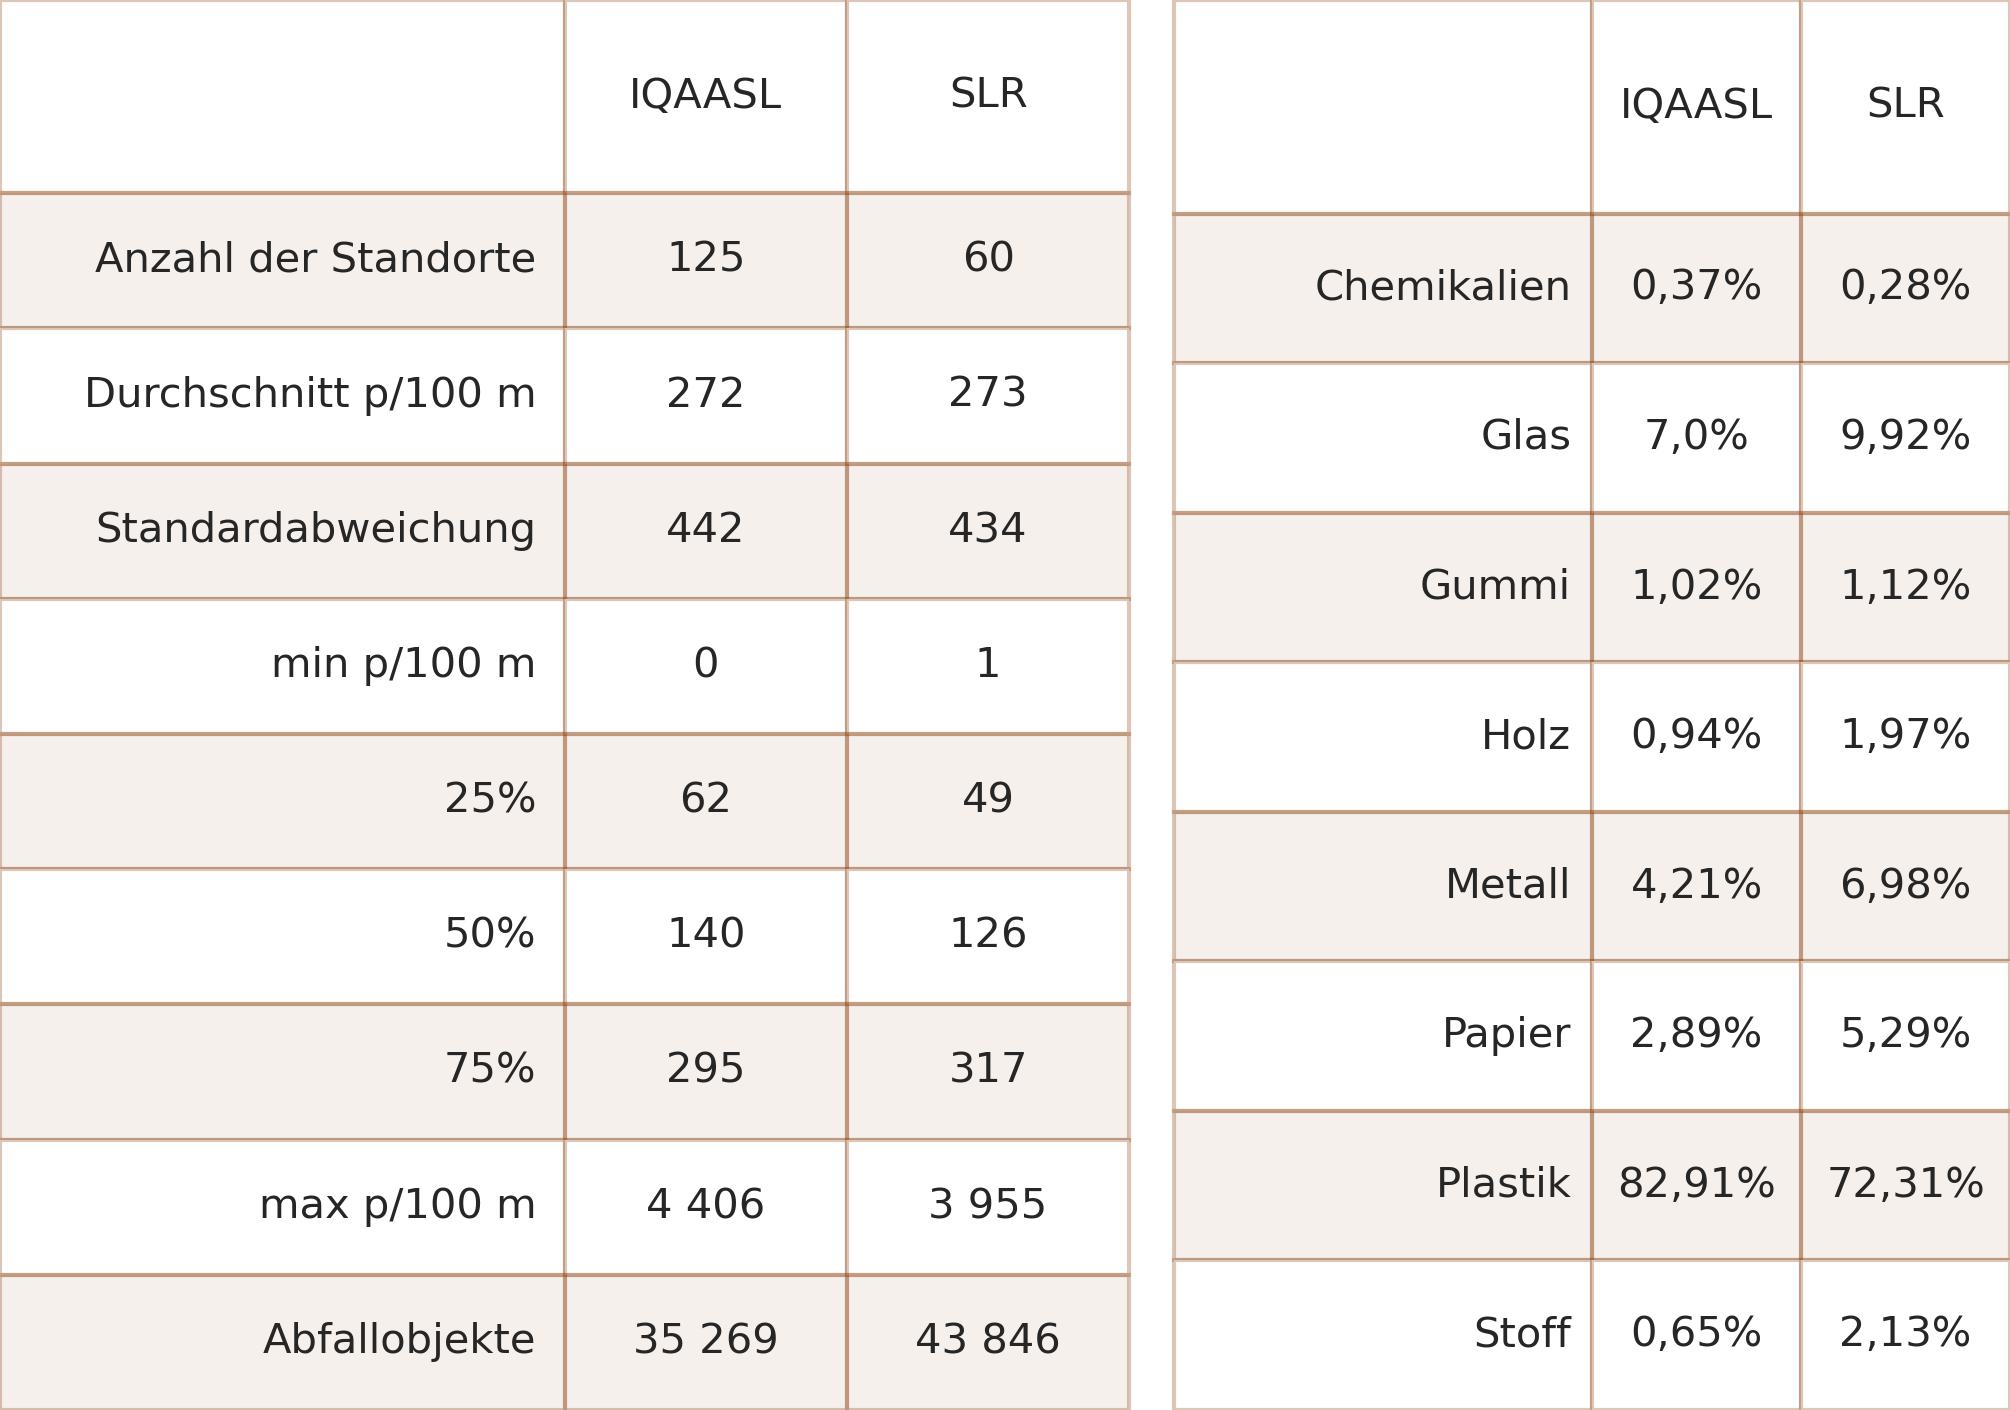 IQAASL SLR
Anzahl der Standorte 125 60
Durchschnitt p/100 m 272 273
Standardabweichung 442 434
min p/100 m 0 1
25% 62 49
50% 140 126
75% 295 317
max p/100 m 4 406 3 955
Abfallobjekte 35 269 43 846
IQAASL SLR
Chemikalien 0,37% 0,28%
Glas 7,0% 9,92%
Gummi 1,02% 1,12%
Holz 0,94% 1,97%
Metall 4,21% 6,98%
Papier 2,89% 5,29%
Plastik 82,91% 72,31%
Stoff 0,65% 2,13%